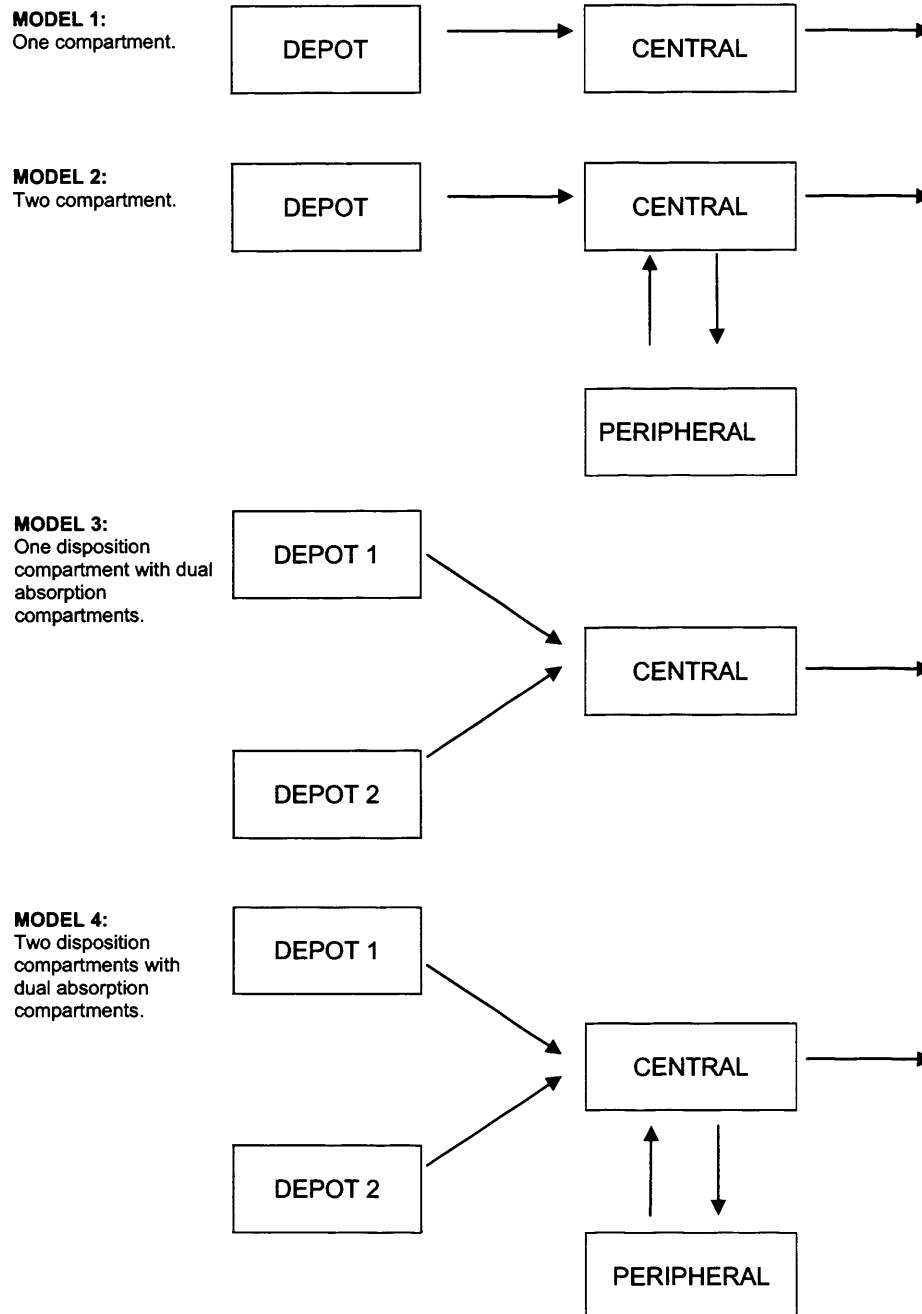 MODEL 1:
One compartment.
DEPOT
CENTRAL
MODEL 2:
Two compartment.
DEPOT
CENTRAL
PERIPHERAL
MODEL 3:
One disposition
compartment with dual
absorption
compartments.
DEPOT 1
CENTRAL
DEPOT 2
MODEL 4:
Two disposition
compartments with
dual absorption
compartments.
DEPOT 1
CENTRAL
DEPOT 2
PERIPHERAL